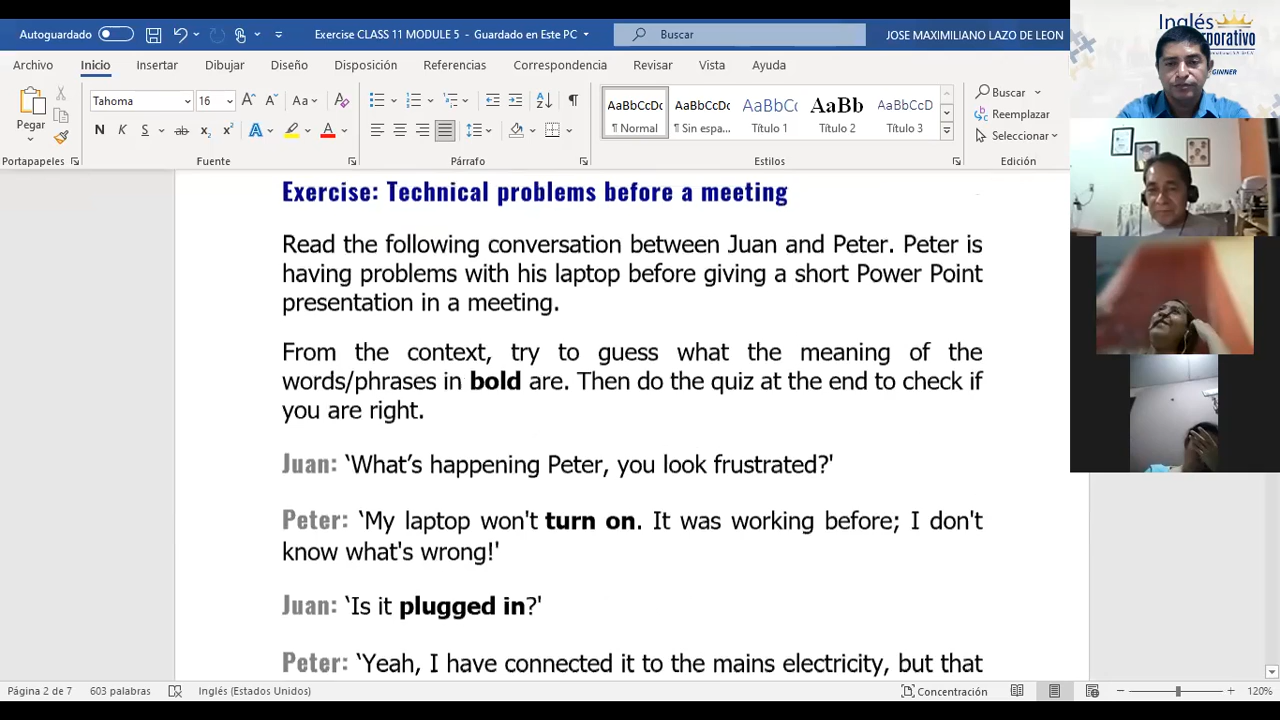 Autoguardado
Exercise CLASS 11 MODULE 5 - Guardado en Este PC
Buscar
JOSE MAXIMILIANO LAZO DE LEON
Archivo Inicio Insertar Dibujar Diseño Disposición Referencias respondencia Revisar Vista Ayuda
Pegar
Tahoma 16
Aa
N K S ab x₂ x² A A
AaBbCcDc AaBbCcDc AaBbCc AaBb AaBbCcD
¶ Normal ¶ Sin espa... Título 1 Título 2 Título 3
Buscar
Reemplazar
Seleccionar
Portapapeles Fuente Párrafo Estilos Edición
Inglés
orporativo
GINNER
Exercise: Technical problems before a meeting
Read the following conversation between Juan and Peter. Peter is
having problems with his laptop before giving a short Power Point
presentation in a meeting.
From the context, try to guess what the meaning of the
words/phrases in bold are. Then do the quiz at the end to check if
you are right.
Juan: ‘What’s happening Peter, you look frustrated?'
Peter: ‘My laptop won't turn on. It was working before; I don't
know what's wrong!'
Juan: ‘Is it plugged in?'
Peter: ‘Yeah, I have connected it to the mains electricity, but that
Página 2 de 7 603 palabras Inglés (Estados Unidos) Concentración 120%